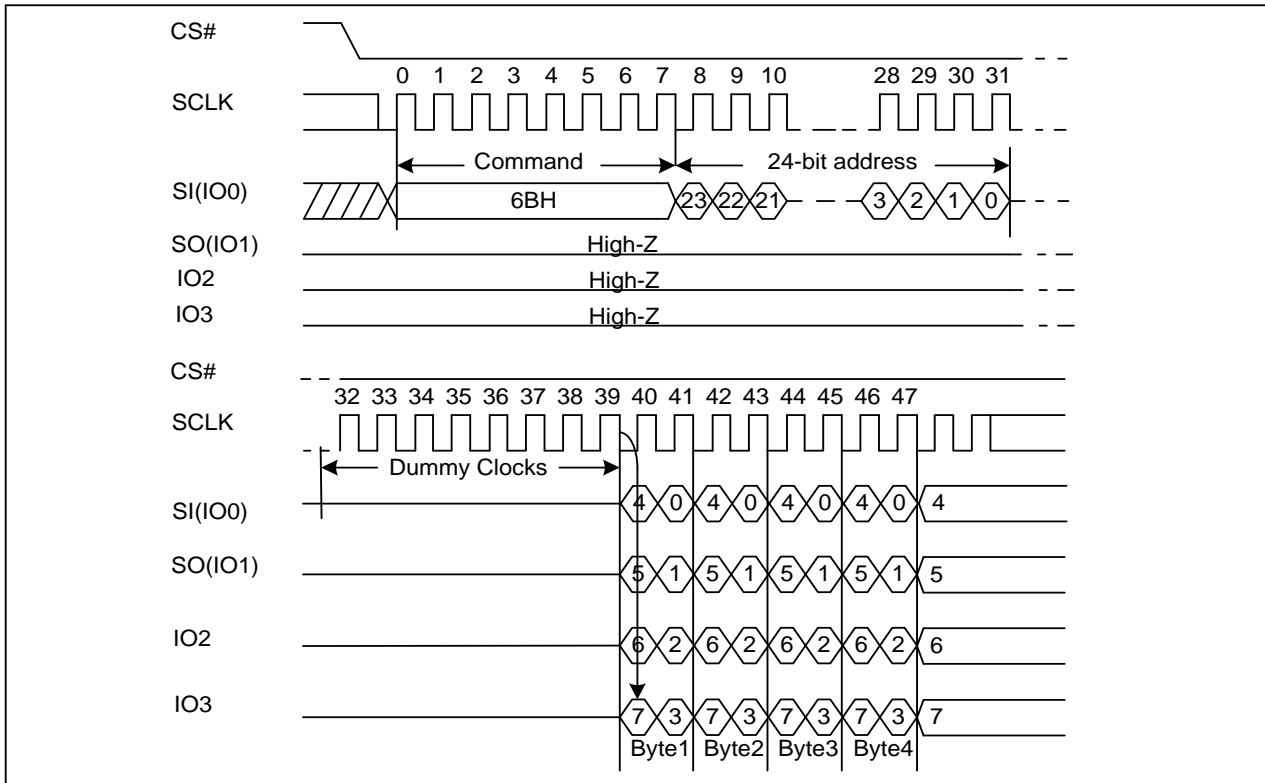 CS#
0 1 2 3 4 5 6 7 8 9 10 28 29 30 31
SCLK
Command 24-bit address
SI(IO0) 6BH 23 22 21 3 2 1 0
SO(IO1) High-Z
IO2 High-Z
IO3 High-Z
CS#
32 33 34 35 36 37 38 39 40 41 42 43 44 45 46 47
SCLK
Dummy Clocks
SI(IO0) 4 0 4 0 4 0 4 0 4
SO(IO1) 5 1 5 1 5 1 5 1 5
IO2 6 2 6 2 6 2 6 2 6
IO3 7 3 7 3 7 3 7 3 7
Byte1 Byte2 Byte3 Byte4